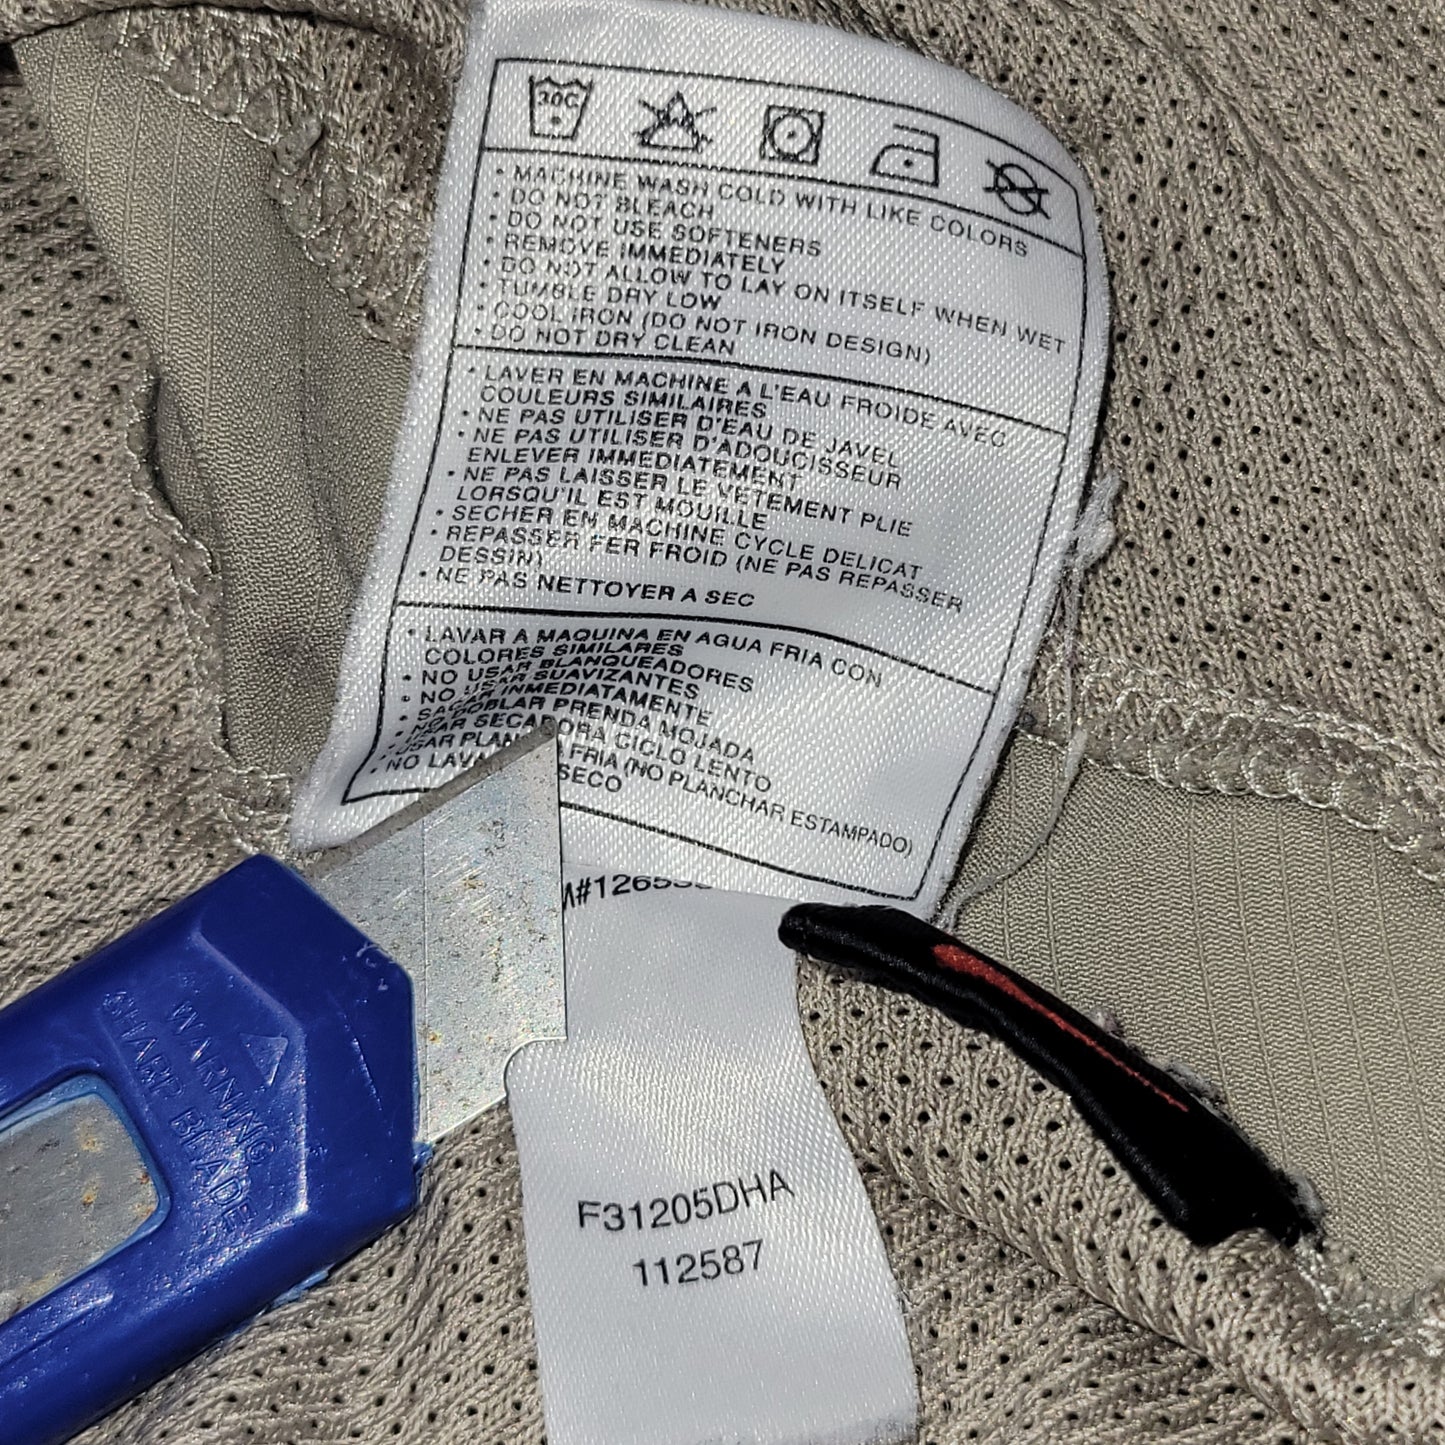 30C
• MACHINE WASH COLD WITH LIKE COLORS
• DO NOT BLEACH
• DO NOT USE SOFTENERS
• REMOVE IMMEDIATELY
• DO NOT ALLOW TO LAY ON ITSELF WHEN WET
• TUMBLE DRY LOW
• COOL IRON (DO NOT IRON DESIGN)
• DO NOT DRY CLEAN
• LAVER EN MACHINE A L'EAU FROIDE AVEC
COULEURS SIMILAIRES
• NE PAS UTILISER D'EAU DE JAVEL
• NE PAS UTILISER D'ADOUCISSEUR
ENLEVER IMMEDIATEMENT
• NE PAS LAISSER LE VETEMENT PLIE
LORSQU'IL EST MOUILLE
• SECHER EN MACHINE CYCLE DELICAT
• REPASSER FER FROID (NE PAS REPASSER
DESSIN)
• NE PAS NETTOYER A SEC
• LAVAR A MAQUINA EN AGUA FRIA CON
COLORES SIMILARES
• NO USAR BLANQUEADORES
• NO USAR SUAVIZANTES
• SACAR INMEDIATAMENTE
• NO DOBLAR PRENDA MOJADA
USAR SECADORA CICLO LENTO
USAR FRIA (NO PLANCHAR ESTAMPADO)
• NO SECO
F31205DHA
112587
WARNING
SHARP BLADE